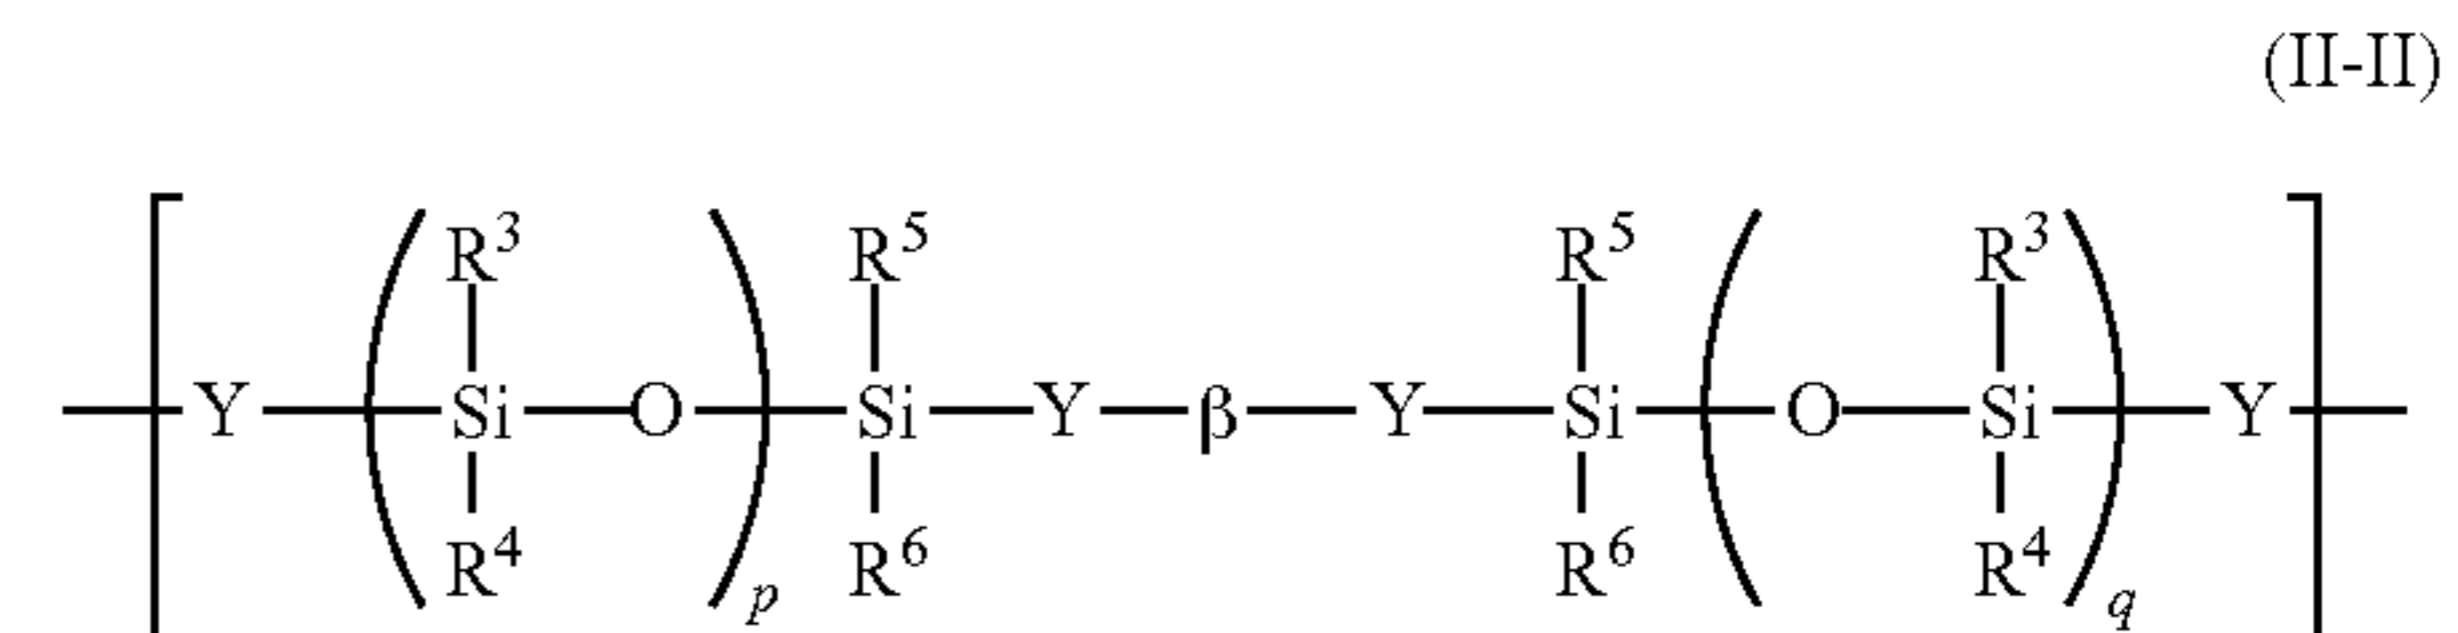 (II-II)
R³ R⁵ R⁵ R³
Y Si O Si Y β Y Si O Si Y
R⁴ R⁶ R⁶ R⁴
p q